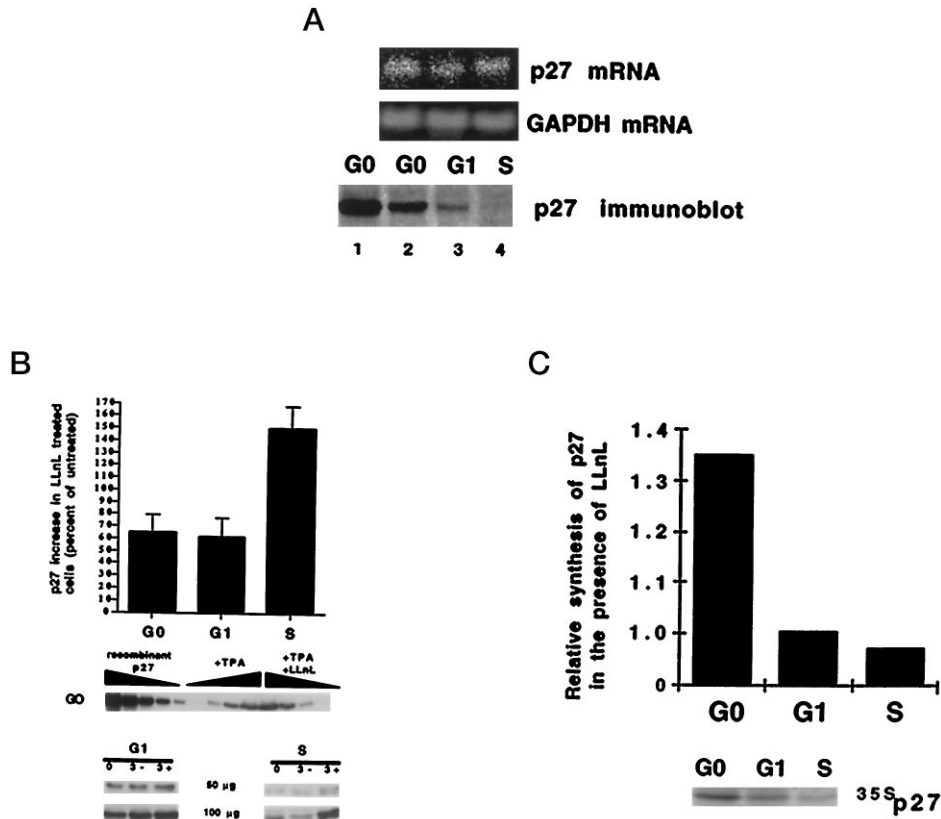 A
p27 mRNA
GAPDH mRNA
G0 G0 G1 S
p27 immunoblot
1 2 3 4
B
p27 increase in LLnL treated
cells (percent of untreated)
170
160
150
140
130
120
110
100
90
80
70
60
50
40
30
20
10
0
G0 G1 S
recombinant
p27
+TPA
+TPA
+LLnL
GO
G1
0 3- 3+
S
0 3- 3+
50 µg
100 µg
C
Relative synthesis of p27
in the presence of LLnL
1.4
1.3
1.2
1.1
1.0
0
G0 G1 S
G0 G1 S
35S p27